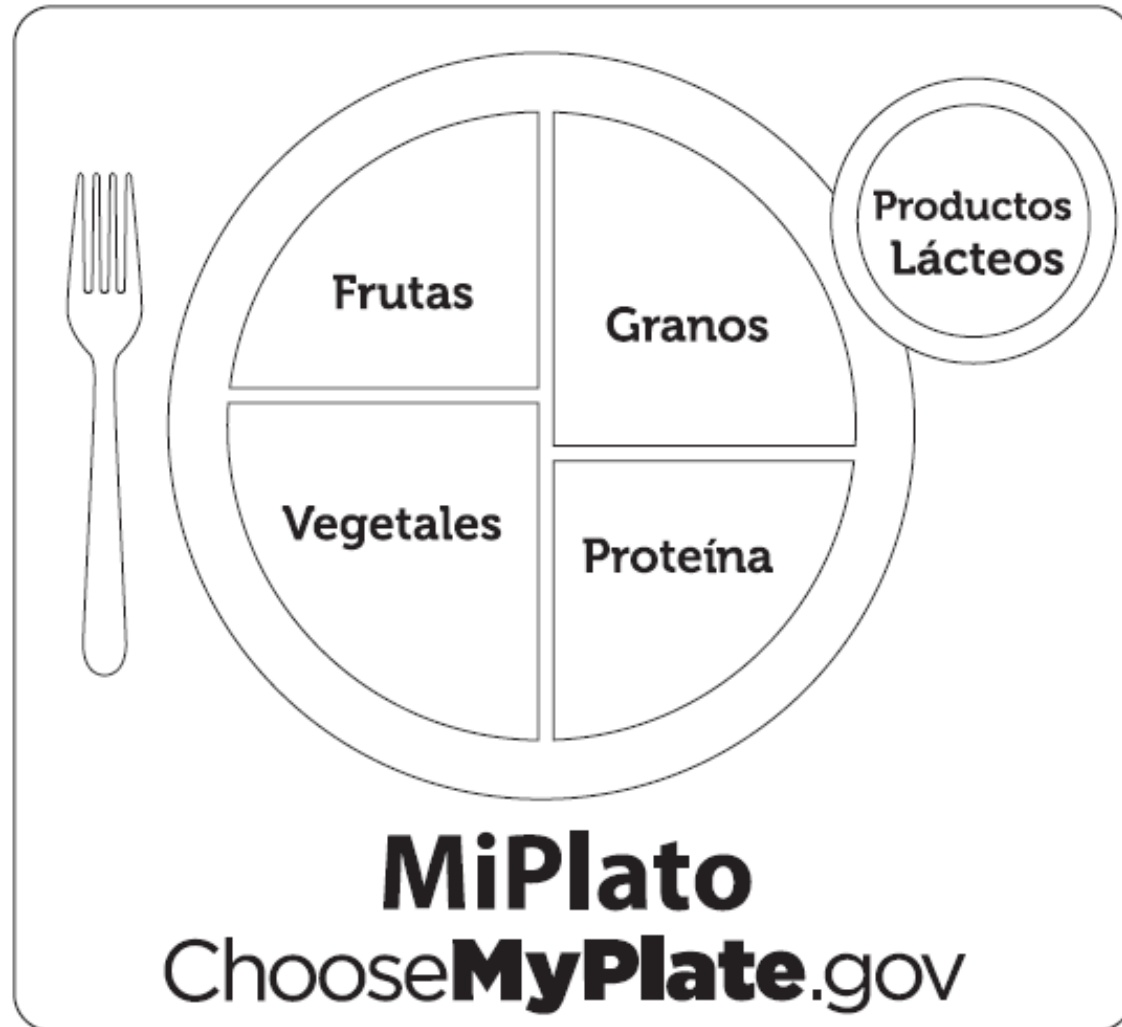 Frutas
Granos
Productos
Lácteos
Vegetales
Proteína
MiPlato
ChooseMyPlate.gov